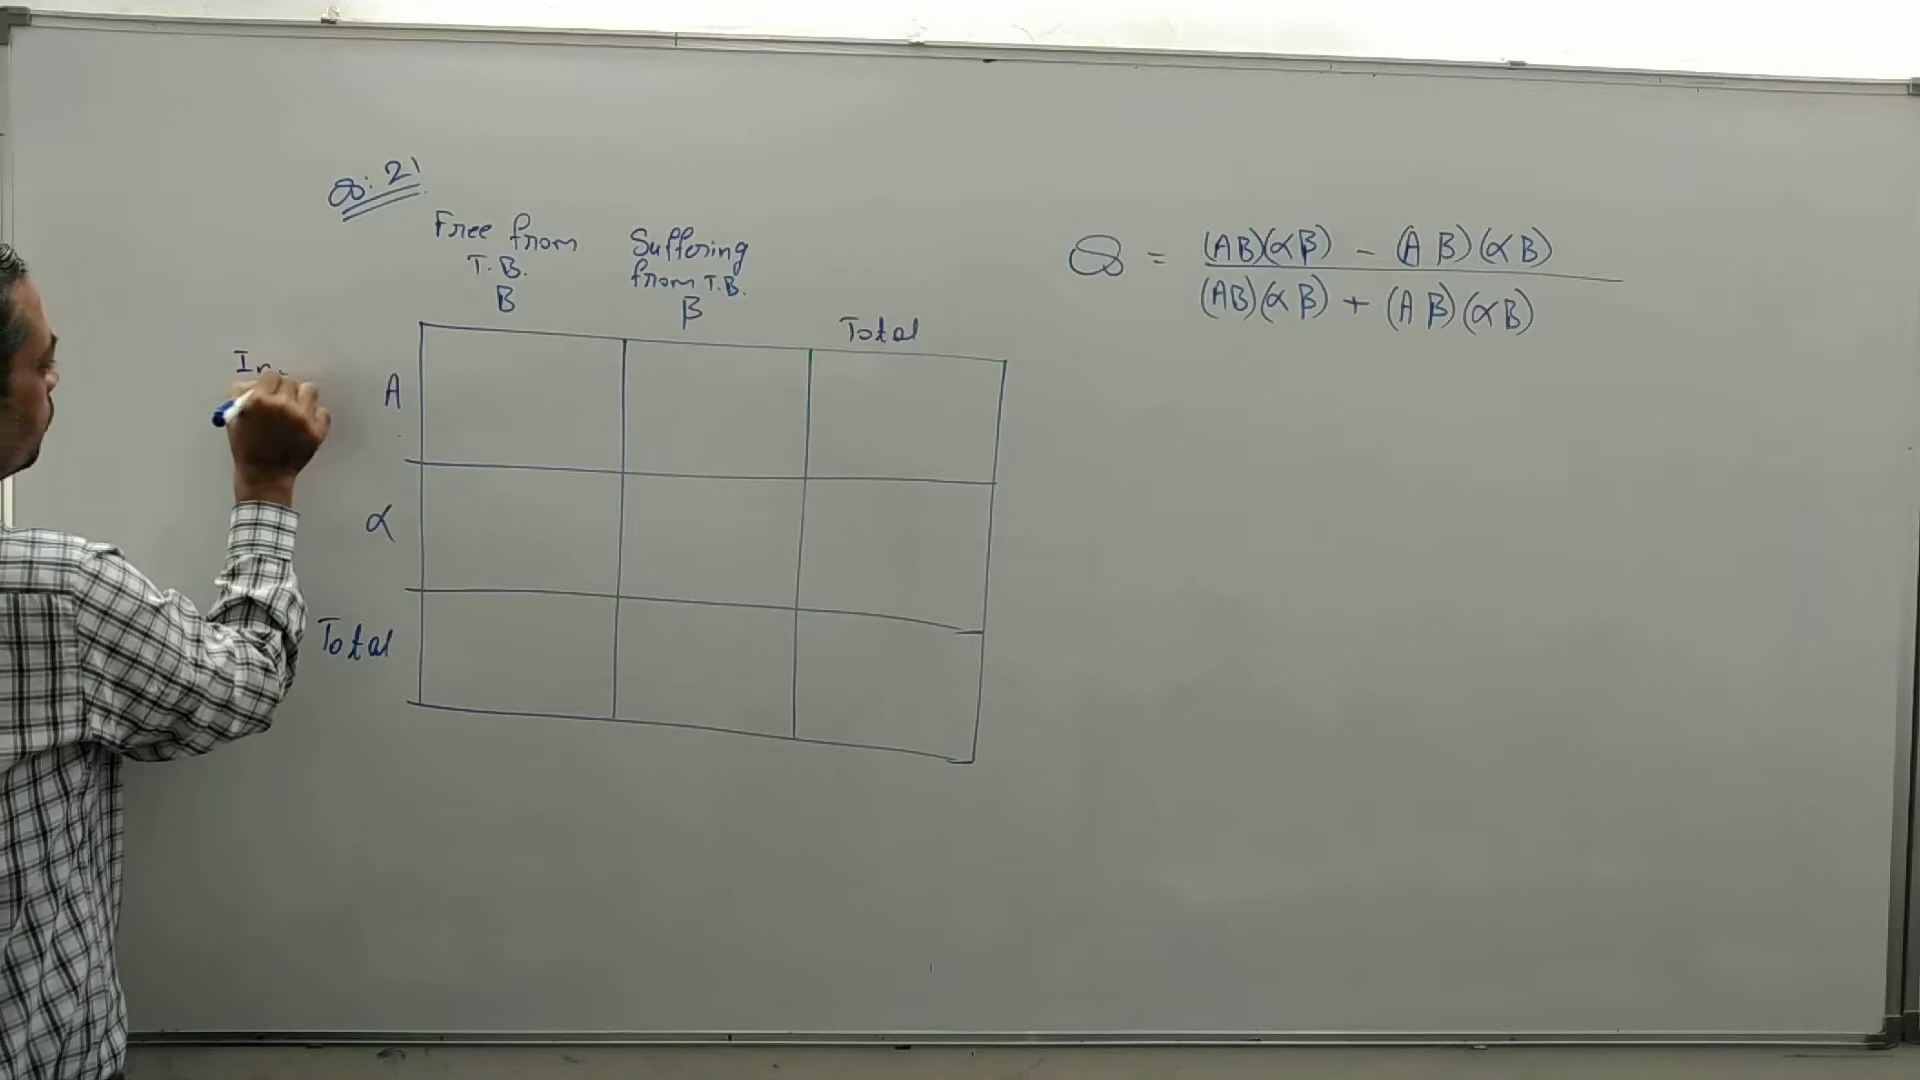 Q: 21
Free from
T.B.
B
Suffering
from T.B.
β
Total
A
α
Total
Q = (AB)(αβ) - (Aβ)(αB)
(AB)(αβ) + (Aβ)(αB)